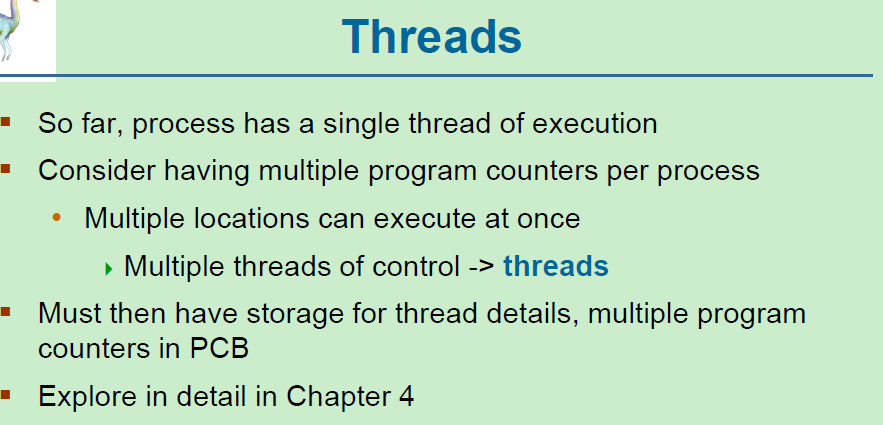 Threads
So far, process has a single thread of execution
Consider having multiple program counters per process
Multiple locations can execute at once
Multiple threads of control -> threads
Must then have storage for thread details, multiple program
counters in PCB
Explore in detail in Chapter 4